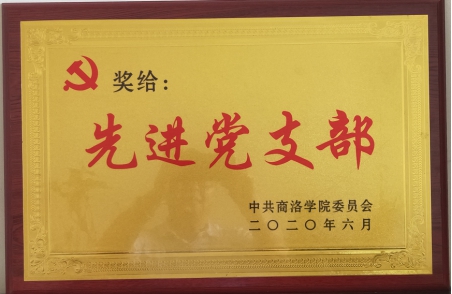 奖给：
先进党支部
中共商洛学院委员会
二〇二〇年六月